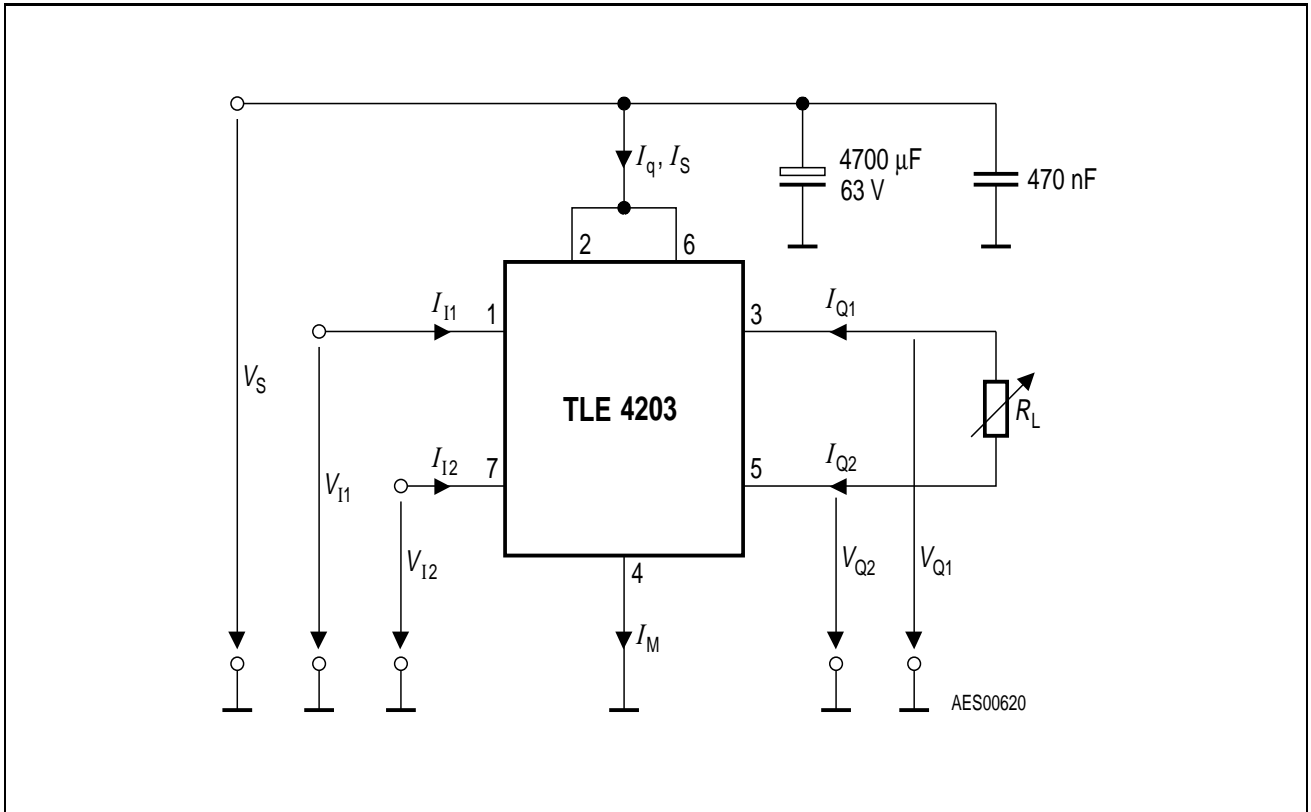 I_q, I_S
4700 µF
63 V
470 nF
2
6
I_I1
1
3
I_Q1
V_S
TLE 4203
R_L
I_I2
7
5
I_Q2
V_I1
V_I2
4
V_Q2
V_Q1
I_M
AES00620